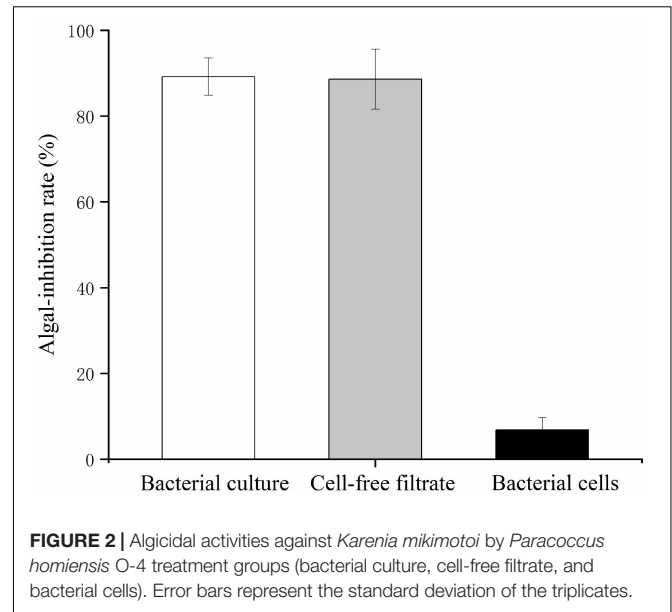 100
80
60
40
20
0
Algal-inhibition rate (%)
Bacterial culture Cell-free filtrate Bacterial cells
FIGURE 2 | Algicidal activities against Karenia mikimotoi by Paracoccus
homiensis O-4 treatment groups (bacterial culture, cell-free filtrate, and
bacterial cells). Error bars represent the standard deviation of the triplicates.